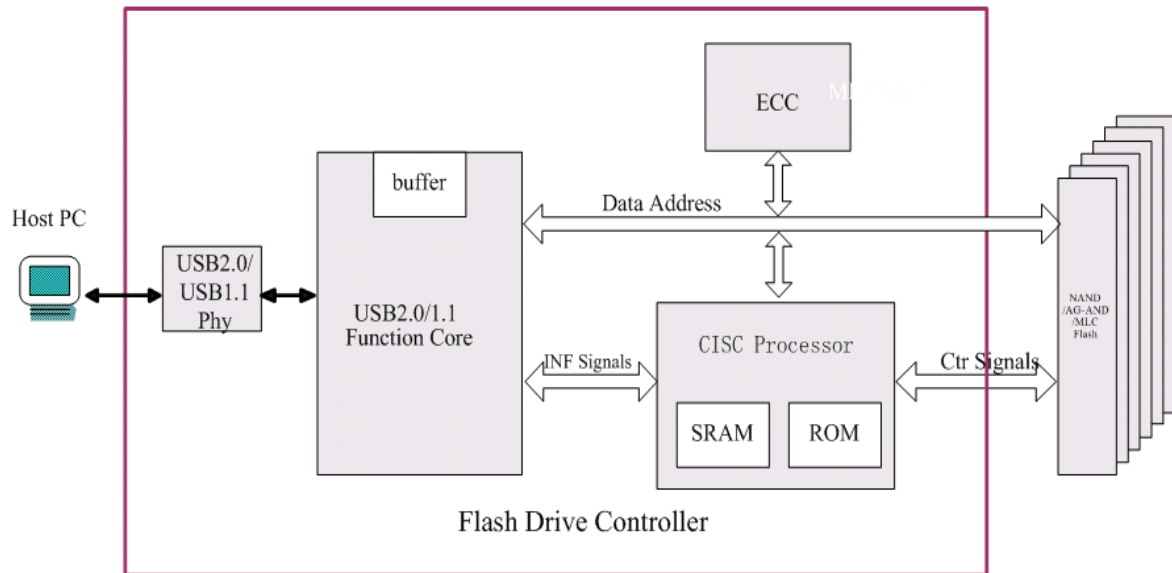 ECC
buffer
Data Address
Host PC
USB2.0/
USB1.1
Phy
USB2.0/1.1
Function Core
NAND
/AG-AND
/MLC
Flash
CISC Processor
INF Signals
Ctr Signals
SRAM
ROM
Flash Drive Controller